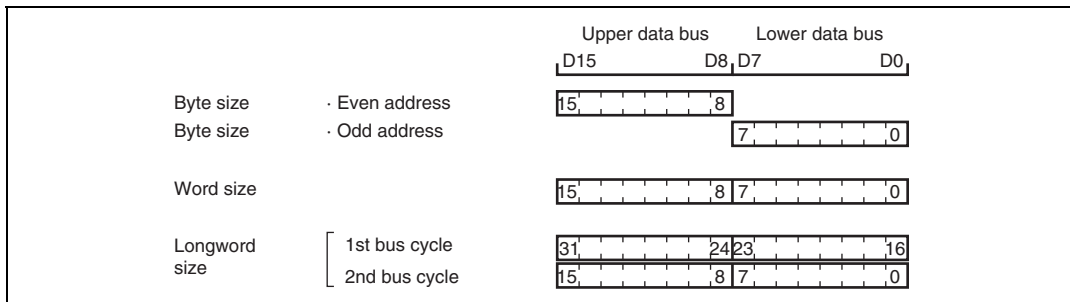 Upper data bus Lower data bus
D15 D8 D7 D0
Byte size · Even address 15 8
Byte size · Odd address 7 0
Word size 15 8 7 0
Longword size 1st bus cycle 31 24 23 16
2nd bus cycle 15 8 7 0